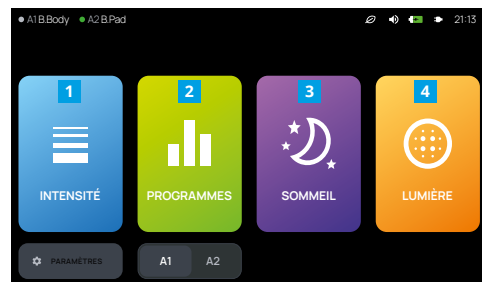 A1 B.Body A2 B.Pad 21:13
1 2 3 4
INTENSITÉ PROGRAMMES SOMMEIL LUMIÈRE
PARAMÈTRES A1 A2